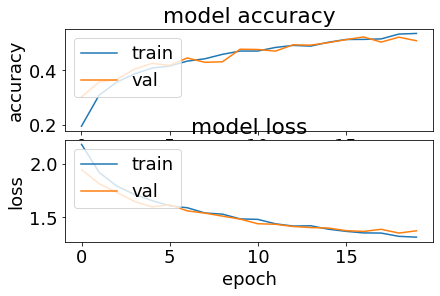 model accuracy
accuracy
0.4
0.2
train
val
model loss
loss
2.0
1.5
train
val
0
5
10
15
epoch